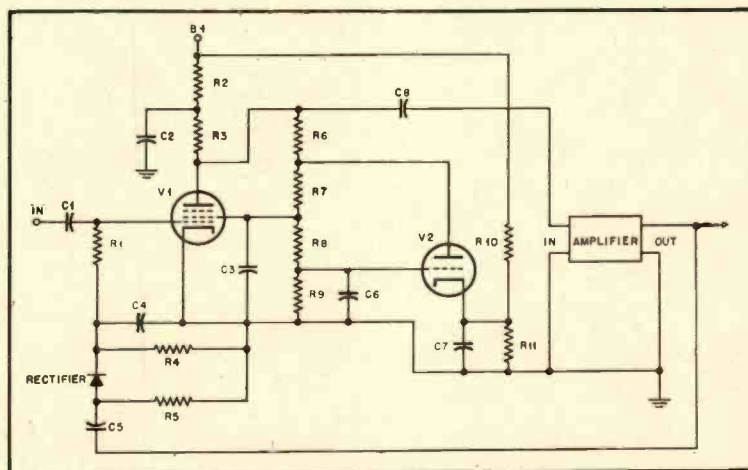 B+
R2
C8
C2
R3
R6
V1
R7
IN
C1
V2
R1
R8
R10
IN
AMPLIFIER
OUT
C3
R9
C6
C4
C7
R11
R4
RECTIFIER
R5
C5